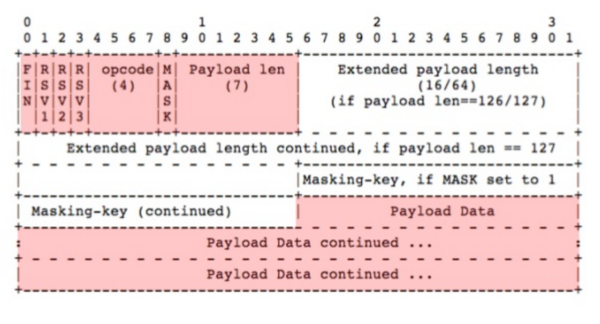 0 1 2 3
0 1 2 3 4 5 6 7 8 9 0 1 2 3 4 5 6 7 8 9 0 1 2 3 4 5 6 7 8 9 0 1
+-+-+-+-+-------+-+-------------+-------------------------------+
|F|R|R|R| opcode|M| Payload len | Extended payload length |
|I|S|S|S| (4) |A| (7) | (16/64) |
|N|V|V|V| |S| | (if payload len==126/127) |
| |1|2|3| |K| | |
+-+-+-+-+-------+-+-------------+ - - - - - - - - - - - - - - - +
| Extended payload length continued, if payload len == 127 |
+ - - - - - - - - - - - - - - - +-------------------------------+
| |Masking-key, if MASK set to 1 |
+-------------------------------+-------------------------------+
| Masking-key (continued) | Payload Data |
+-------------------------------- - - - - - - - - - - - - - - - +
: Payload Data continued ... :
+ - - - - - - - - - - - - - - - - - - - - - - - - - - - - - - - +
| Payload Data continued ... |
+---------------------------------------------------------------+